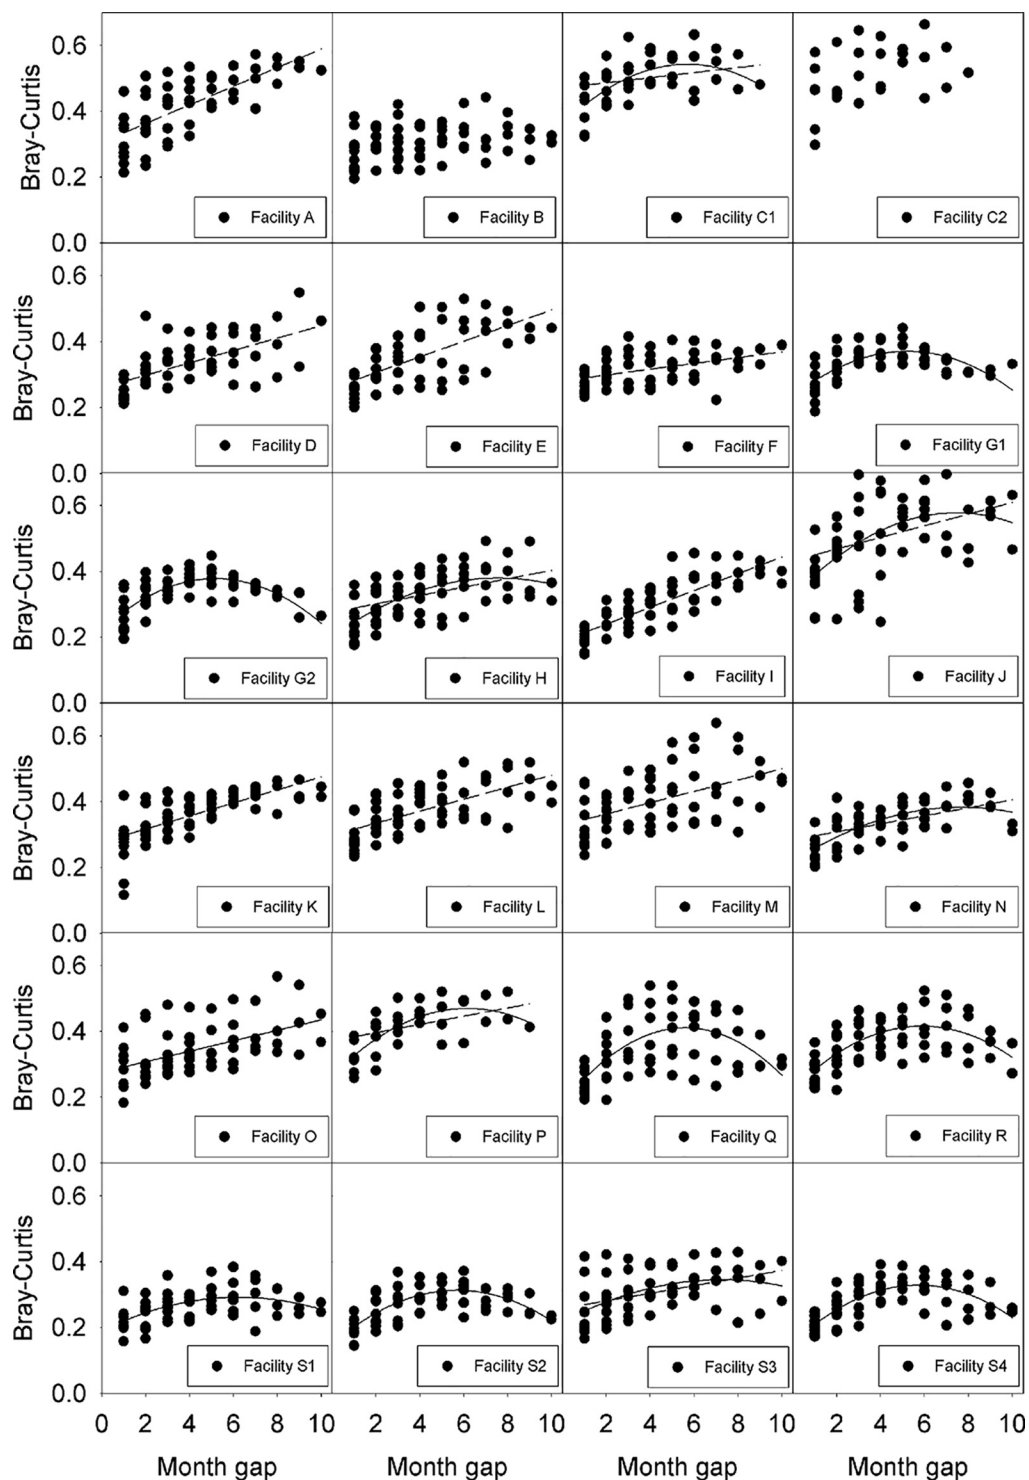 0.6
0.4
0.2
0.0
Bray-Curtis
Facility A
Facility B
Facility C1
Facility C2
0.6
0.4
0.2
0.0
Bray-Curtis
Facility D
Facility E
Facility F
Facility G1
0.6
0.4
0.2
0.0
Bray-Curtis
Facility G2
Facility H
Facility I
Facility J
0.6
0.4
0.2
0.0
Bray-Curtis
Facility K
Facility L
Facility M
Facility N
0.6
0.4
0.2
0.0
Bray-Curtis
Facility O
Facility P
Facility Q
Facility R
0.6
0.4
0.2
0.0
Bray-Curtis
Facility S1
Facility S2
Facility S3
Facility S4
0 2 4 6 8 10 2 4 6 8 10 2 4 6 8 10 2 4 6 8 10
Month gap Month gap Month gap Month gap